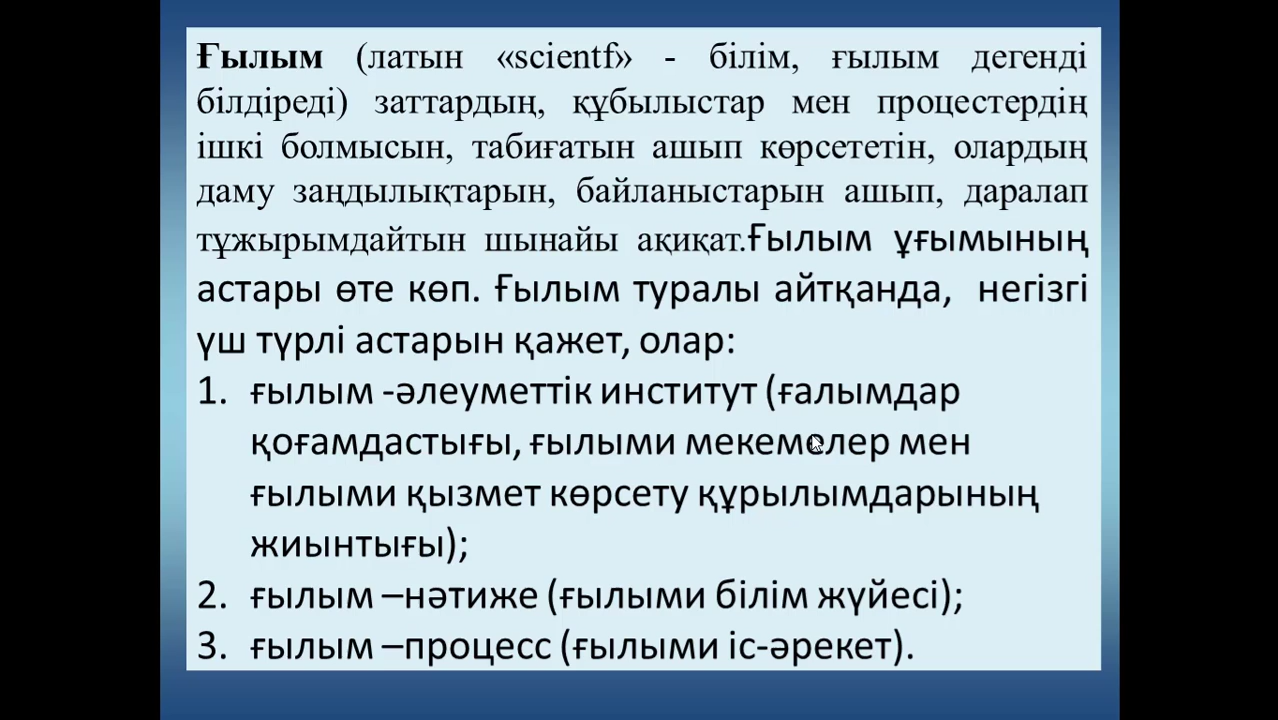 Ғылым (латын «scientf» - білім, ғылым дегенді
білдіреді) заттардың, құбылыстар мен процестердің
ішкі болмысын, табиғатын ашып көрсететін, олардың
даму заңдылықтарын, байланыстарын ашып, даралап
тұжырымдайтын шынайы ақиқат.Ғылым ұғымының
астары өте көп. Ғылым туралы айтқанда, негізгі
үш түрлі астарын қажет, олар:
1. ғылым -әлеуметтік институт (ғалымдар
қоғамдастығы, ғылыми мекемелер мен
ғылыми қызмет көрсету құрылымдарының
жиынтығы);
2. ғылым –нәтиже (ғылыми білім жүйесі);
3. ғылым –процесс (ғылыми іс-әрекет).